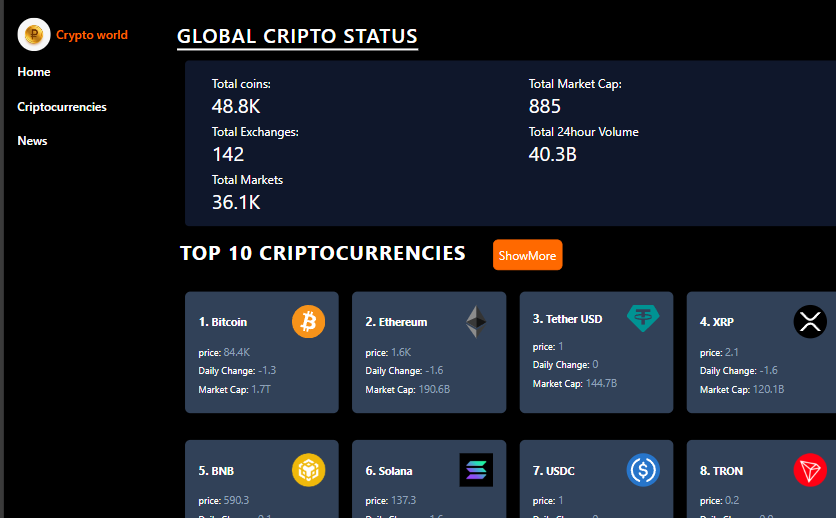 Crypto world
Home
Criptocurrencies
News
GLOBAL CRIPTO STATUS
Total coins:
48.8K
Total Market Cap:
885
Total Exchanges:
142
Total 24hour Volume
40.3B
Total Markets
36.1K
TOP 10 CRIPTOCURRENCIES
ShowMore
1. Bitcoin
price: 84.4K
Daily Change: -1.3
Market Cap: 1.7T
2. Ethereum
price: 1.6K
Daily Change: -1.6
Market Cap: 190.6B
3. Tether USD
price: 1
Daily Change: 0
Market Cap: 144.7B
4. XRP
price: 2.1
Daily Change: -1.6
Market Cap: 120.1B
5. BNB
price: 590.3
6. Solana
price: 137.3
7. USDC
price: 1
8. TRON
price: 0.2